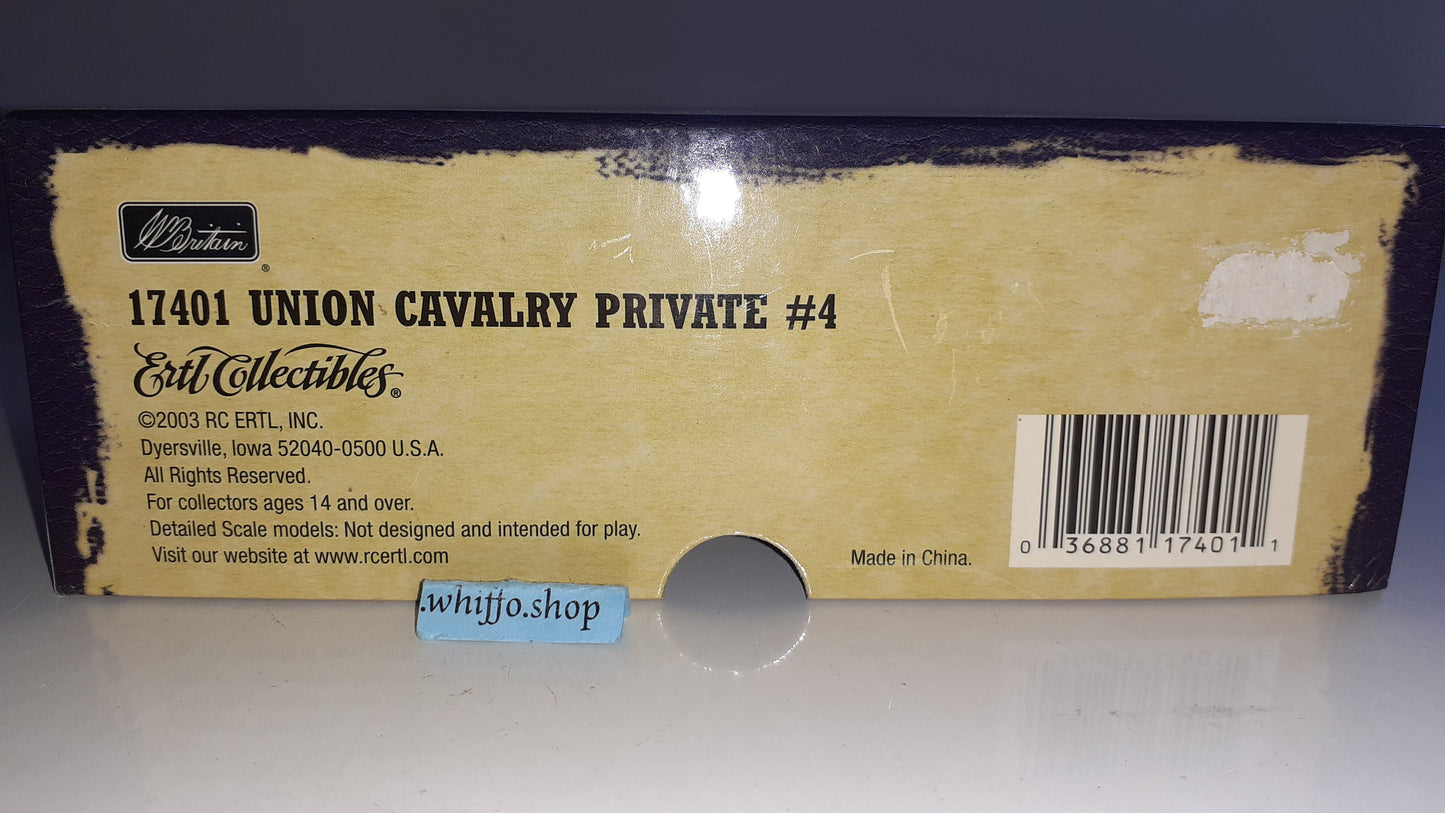 W Britain
®
17401 UNION CAVALRY PRIVATE #4
Ertl Collectibles®
©2003 RC ERTL, INC.
Dyersville, Iowa 52040-0500 U.S.A.
All Rights Reserved.
For collectors ages 14 and over.
Detailed Scale models: Not designed and intended for play.
Visit our website at www.rcertl.com
Made in China.
0 36881 17401 1
.whiffo.shop